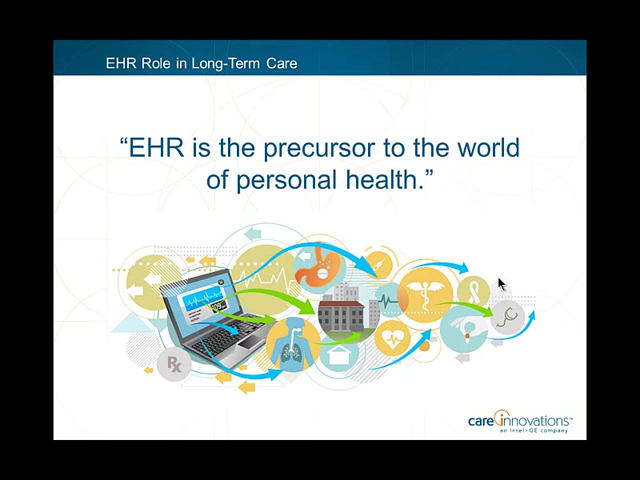 EHR Role in Long-Term Care
“EHR is the precursor to the world
of personal health.”
Rx
care innovations™
an Intel • GE company